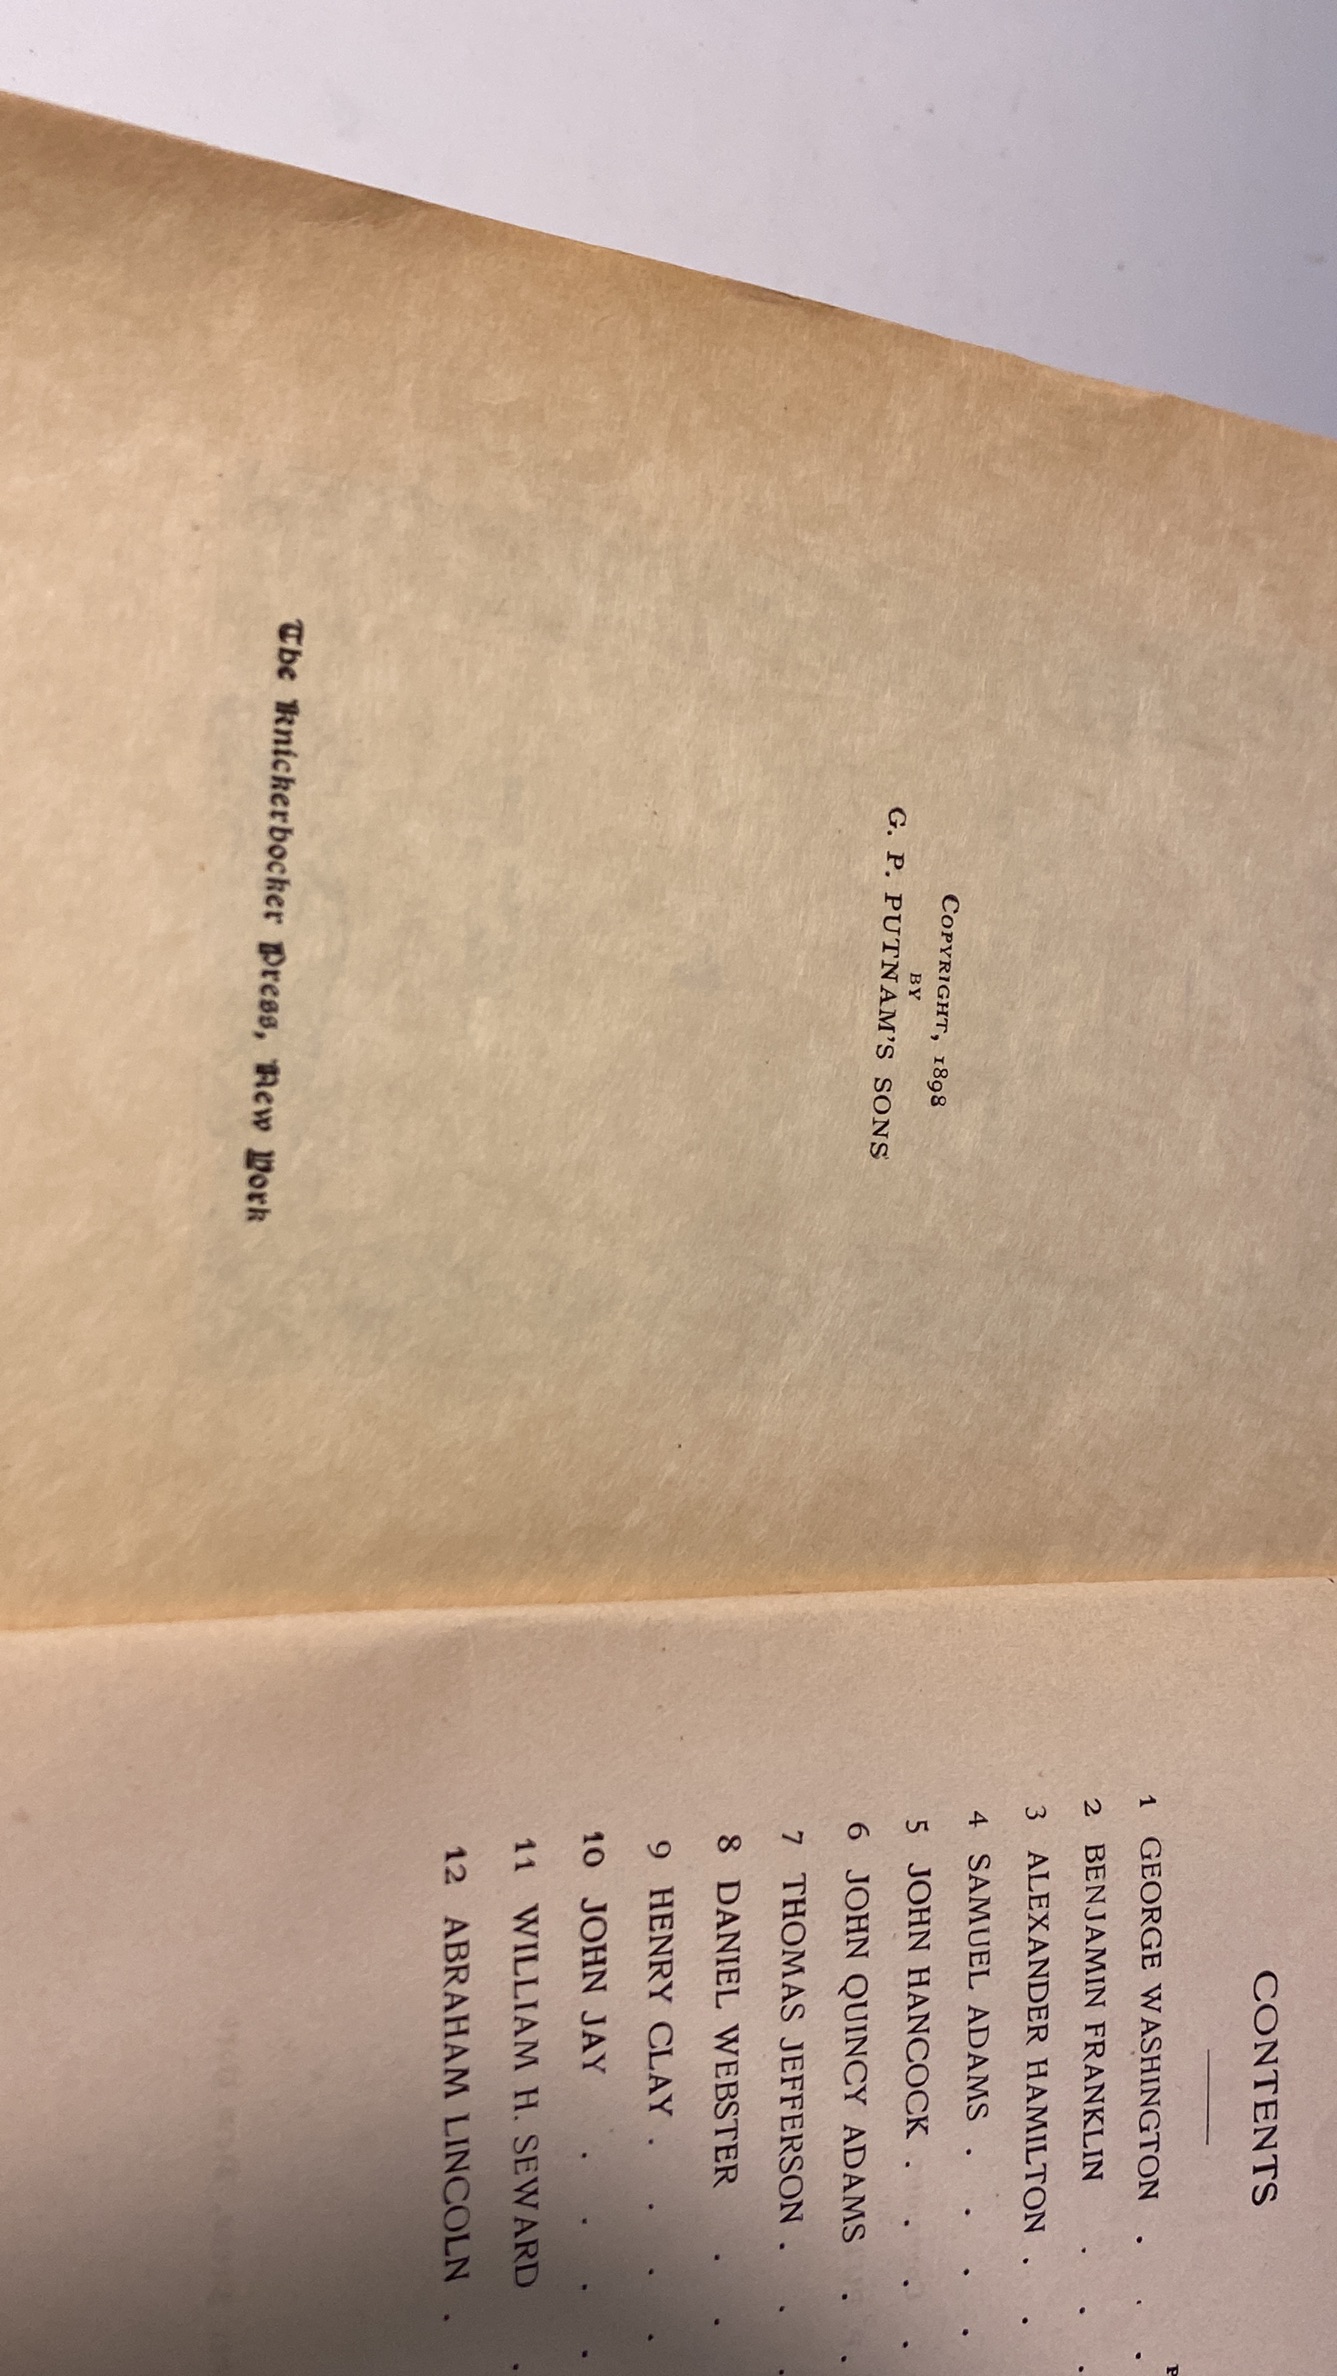 COPYRIGHT, 1898
BY
G. P. PUTNAM'S SONS
The Knickerbocker Press, New York
CONTENTS
1 GEORGE WASHINGTON . . .
2 BENJAMIN FRANKLIN . . .
3 ALEXANDER HAMILTON . .
4 SAMUEL ADAMS . . . .
5 JOHN HANCOCK . . . .
6 JOHN QUINCY ADAMS . .
7 THOMAS JEFFERSON . . .
8 DANIEL WEBSTER . .
9 HENRY CLAY . . . .
10 JOHN JAY . . . .
11 WILLIAM H. SEWARD .
12 ABRAHAM LINCOLN .